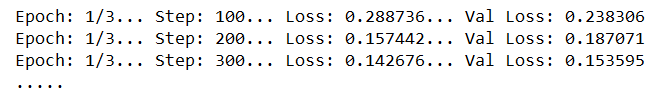 Epoch: 1/3... Step: 100... Loss: 0.288736... Val Loss: 0.238306
Epoch: 1/3... Step: 200... Loss: 0.157442... Val Loss: 0.187071
Epoch: 1/3... Step: 300... Loss: 0.142676... Val Loss: 0.153595
.....